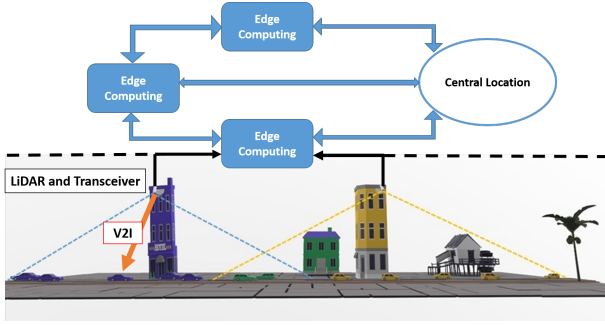 Edge
Computing
Edge
Computing
Central Location
Edge
Computing
LiDAR and Transceiver
V2I